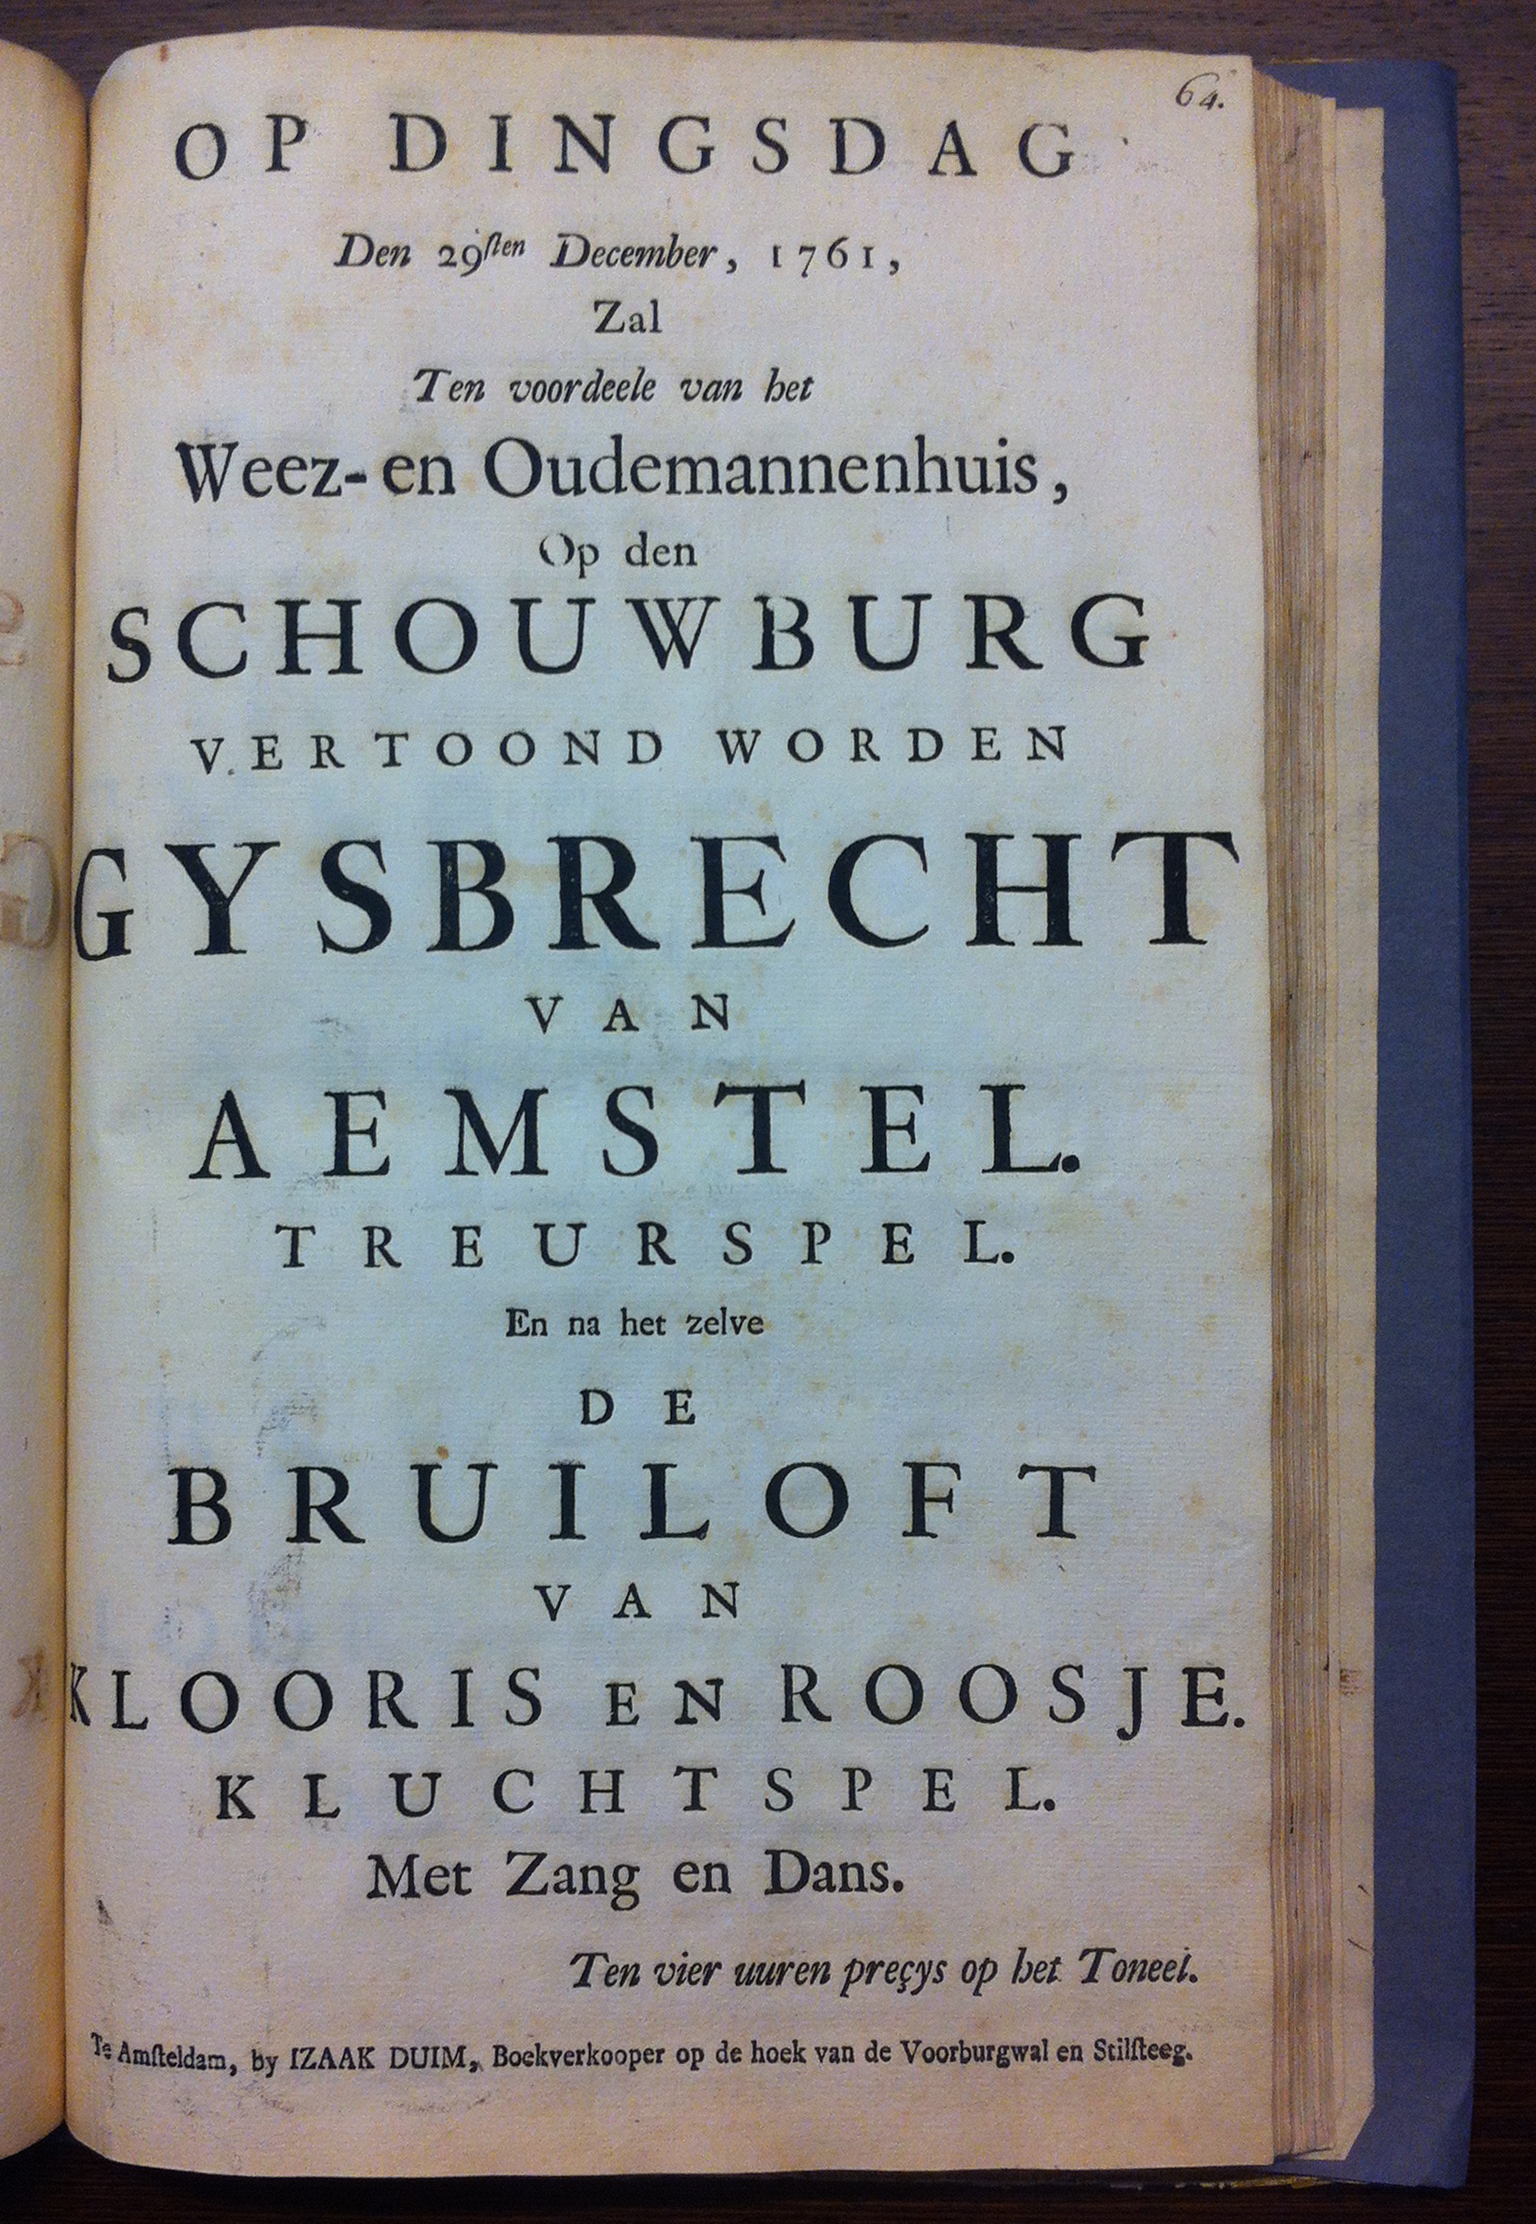 64.
OP DINGSDAG
Den 29ſten December, 1761,
Zal
Ten voordeele van het
Weez- en Oudemannenhuis,
Op den
SCHOUWBURG
VERTOOND WORDEN
GYSBRECHT
VAN
AEMSTEL.
TREURSPEL.
En na het zelve
DE
BRUILOFT
VAN
KLOORIS EN ROOSJE.
KLUCHTSPEL.
Met Zang en Dans.
Ten vier uuren preçys op het Toneel.
Te Amſteldam, by IZAAK DUIM, Boekverkooper op de hoek van de Voorburgwal en Stilſteeg.